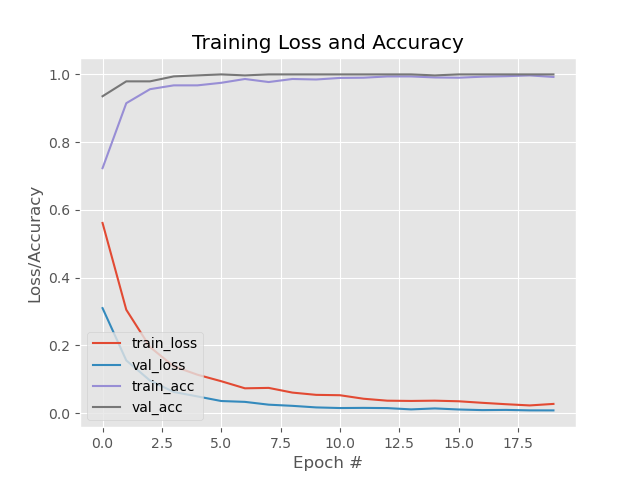 Training Loss and Accuracy
Loss/Accuracy
1.0
0.8
0.6
0.4
0.2
0.0
train_loss
val_loss
train_acc
val_acc
0.0 2.5 5.0 7.5 10.0 12.5 15.0 17.5
Epoch #